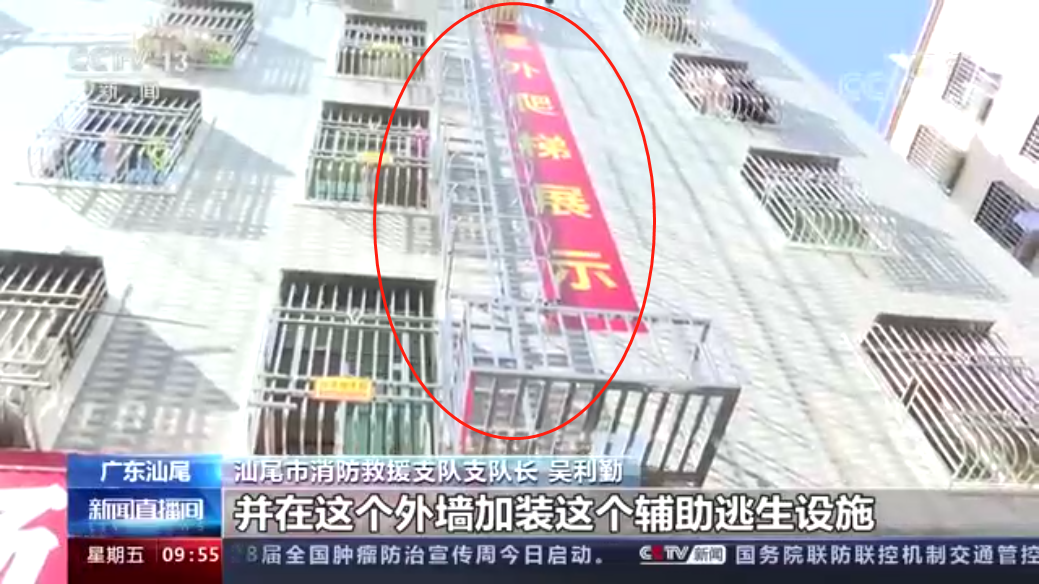 CCTV 13
新闻
外爬梯展示
广东汕尾
汕尾市消防救援支队支队长 吴利勤
新闻直播间
并在这个外墙加装这个辅助逃生设施
星期五 09:55
28届全国肿瘤防治宣传周今日启动。 CCTV新闻 国务院联防联控机制交通管控